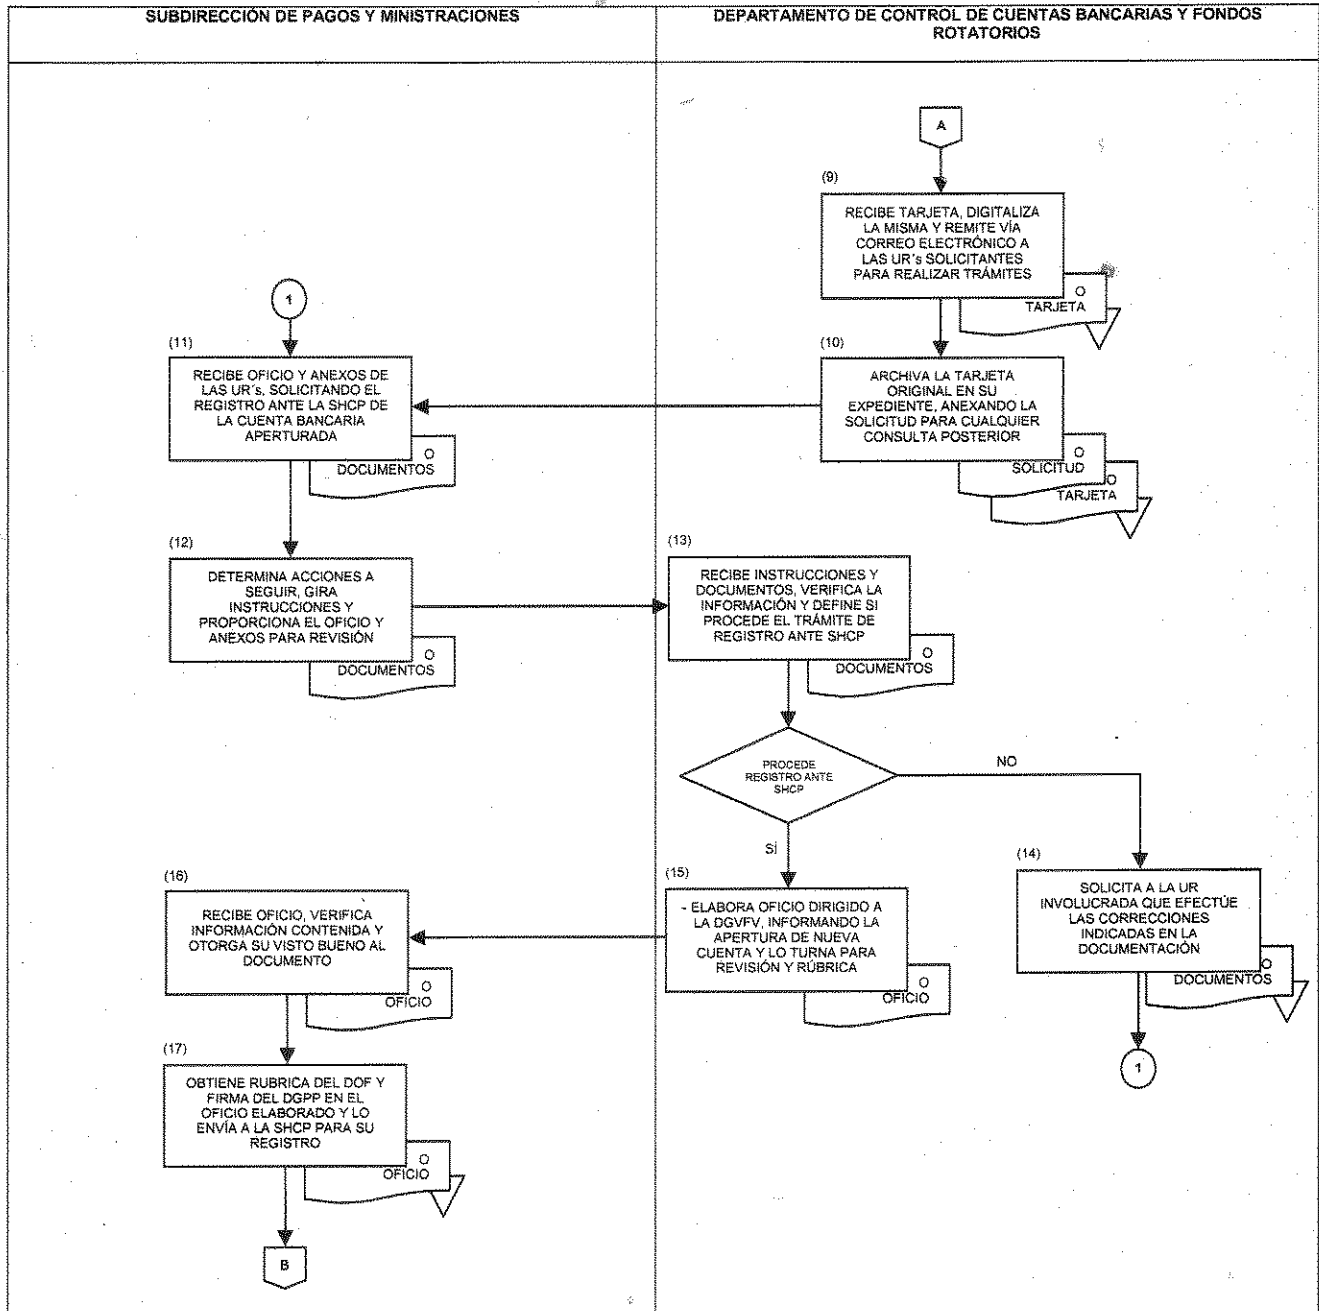 SUBDIRECCIÓN DE PAGOS Y MINISTRACIONES
DEPARTAMENTO DE CONTROL DE CUENTAS BANCARIAS Y FONDOS
ROTATORIOS
A
(9)
RECIBE TARJETA, DIGITALIZA
LA MISMA Y REMITE VÍA
CORREO ELECTRÓNICO A
LAS UR's SOLICITANTES
PARA REALIZAR TRÁMITES
O
TARJETA
1
(11)
RECIBE OFICIO Y ANEXOS DE
LAS UR's, SOLICITANDO EL
REGISTRO ANTE LA SHCP DE
LA CUENTA BANCARIA
APERTURADA
O
DOCUMENTOS
(10)
ARCHIVA LA TARJETA
ORIGINAL EN SU
EXPEDIENTE, ANEXANDO LA
SOLICITUD PARA CUALQUIER
CONSULTA POSTERIOR
O
SOLICITUD
O
TARJETA
(12)
DETERMINA ACCIONES A
SEGUIR, GIRA
INSTRUCCIONES Y
PROPORCIONA EL OFICIO Y
ANEXOS PARA REVISIÓN
O
DOCUMENTOS
(13)
RECIBE INSTRUCCIONES Y
DOCUMENTOS, VERIFICA LA
INFORMACIÓN Y DEFINE SI
PROCEDE EL TRÁMITE DE
REGISTRO ANTE SHCP
O
DOCUMENTOS
PROCEDE
REGISTRO ANTE
SHCP
NO
SÍ
(14)
SOLICITA A LA UR
INVOLUCRADA QUE EFECTÚE
LAS CORRECCIONES
INDICADAS EN LA
DOCUMENTACIÓN
O
DOCUMENTOS
1
(15)
- ELABORA OFICIO DIRIGIDO A
LA DGVFV, INFORMANDO LA
APERTURA DE NUEVA
CUENTA Y LO TURNA PARA
REVISIÓN Y RÚBRICA
O
OFICIO
(16)
RECIBE OFICIO, VERIFICA
INFORMACIÓN CONTENIDA Y
OTORGA SU VISTO BUENO AL
DOCUMENTO
O
OFICIO
(17)
OBTIENE RUBRICA DEL DOF Y
FIRMA DEL DGPP EN EL
OFICIO ELABORADO Y LO
ENVÍA A LA SHCP PARA SU
REGISTRO
O
OFICIO
B